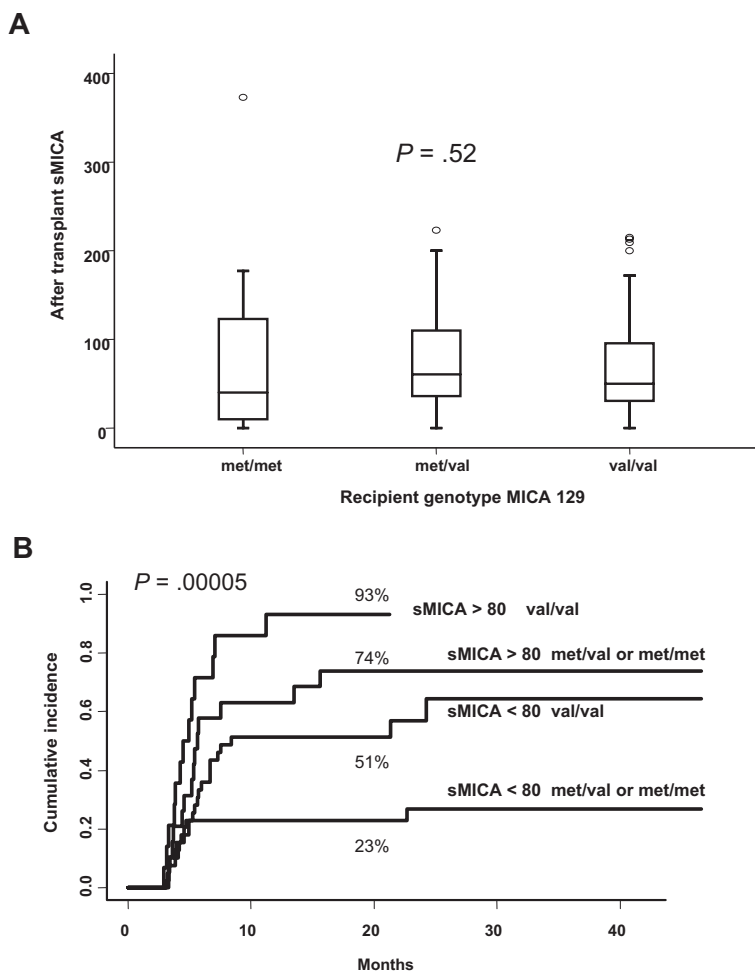 A
After transplant sMICA
400
300
200
100
0
P = .52
met/met met/val val/val
Recipient genotype MICA 129
B
Cumulative incidence
1.0
0.8
0.6
0.4
0.2
0.0
P = .00005
93%
sMICA > 80 val/val
sMICA > 80 met/val or met/met
74%
sMICA < 80 val/val
51%
sMICA < 80 met/val or met/met
23%
0 10 20 30 40
Months